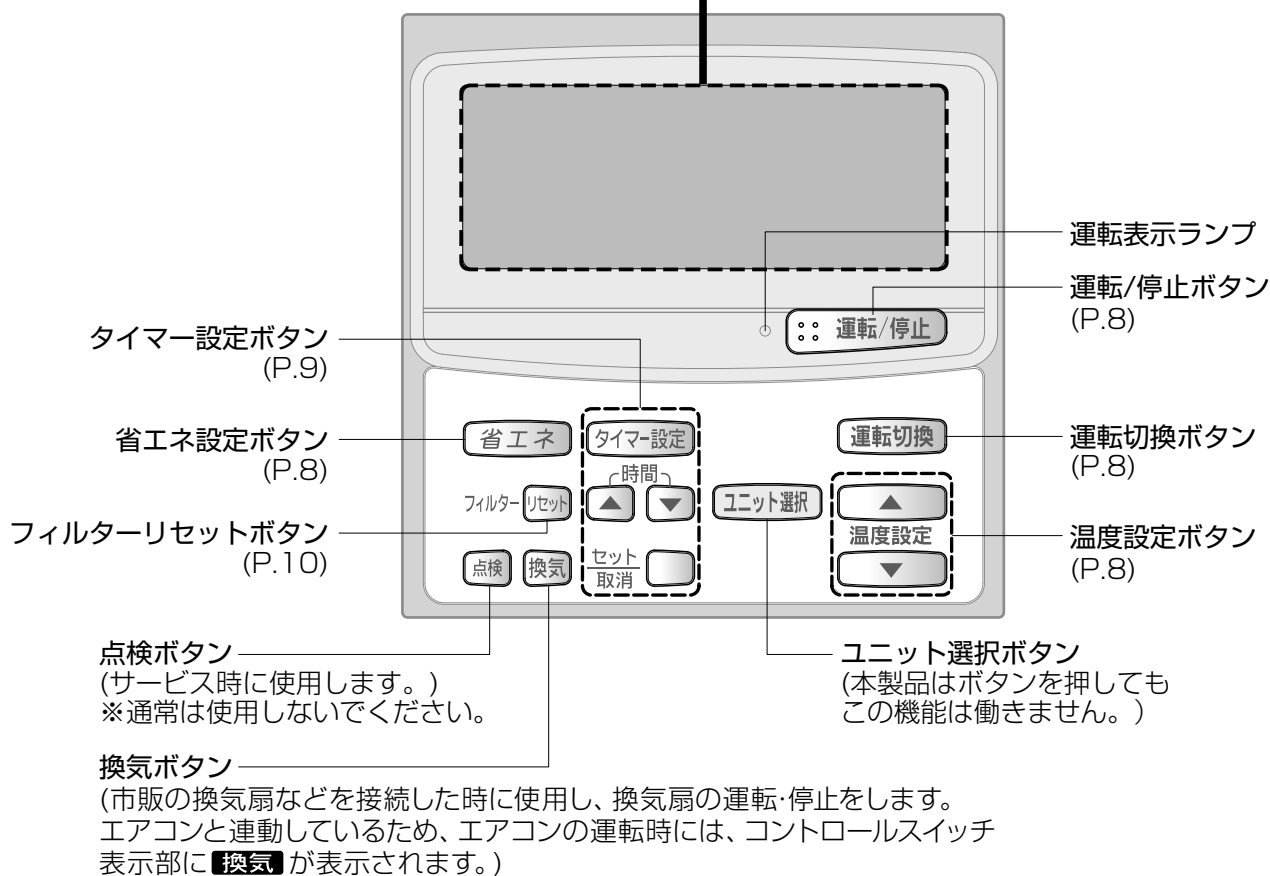 運転表示ランプ
運転/停止ボタン
(P.8)
運転/停止
タイマー設定ボタン
(P.9)
省エネ設定ボタン
(P.8)
フィルターリセットボタン
(P.10)
省エネ
タイマー設定
運転切換
時間
フィルター リセット
ユニット選択
温度設定
点検
換気
セット
取消
運転切換ボタン
(P.8)
温度設定ボタン
(P.8)
点検ボタン
(サービス時に使用します。)
※通常は使用しないでください。
ユニット選択ボタン
(本製品はボタンを押しても
この機能は働きません。)
換気ボタン
(市販の換気扇などを接続した時に使用し、換気扇の運転・停止をします。
エアコンと連動しているため、エアコンの運転時には、コントロールスイッチ
表示部に 換気 が表示されます。)